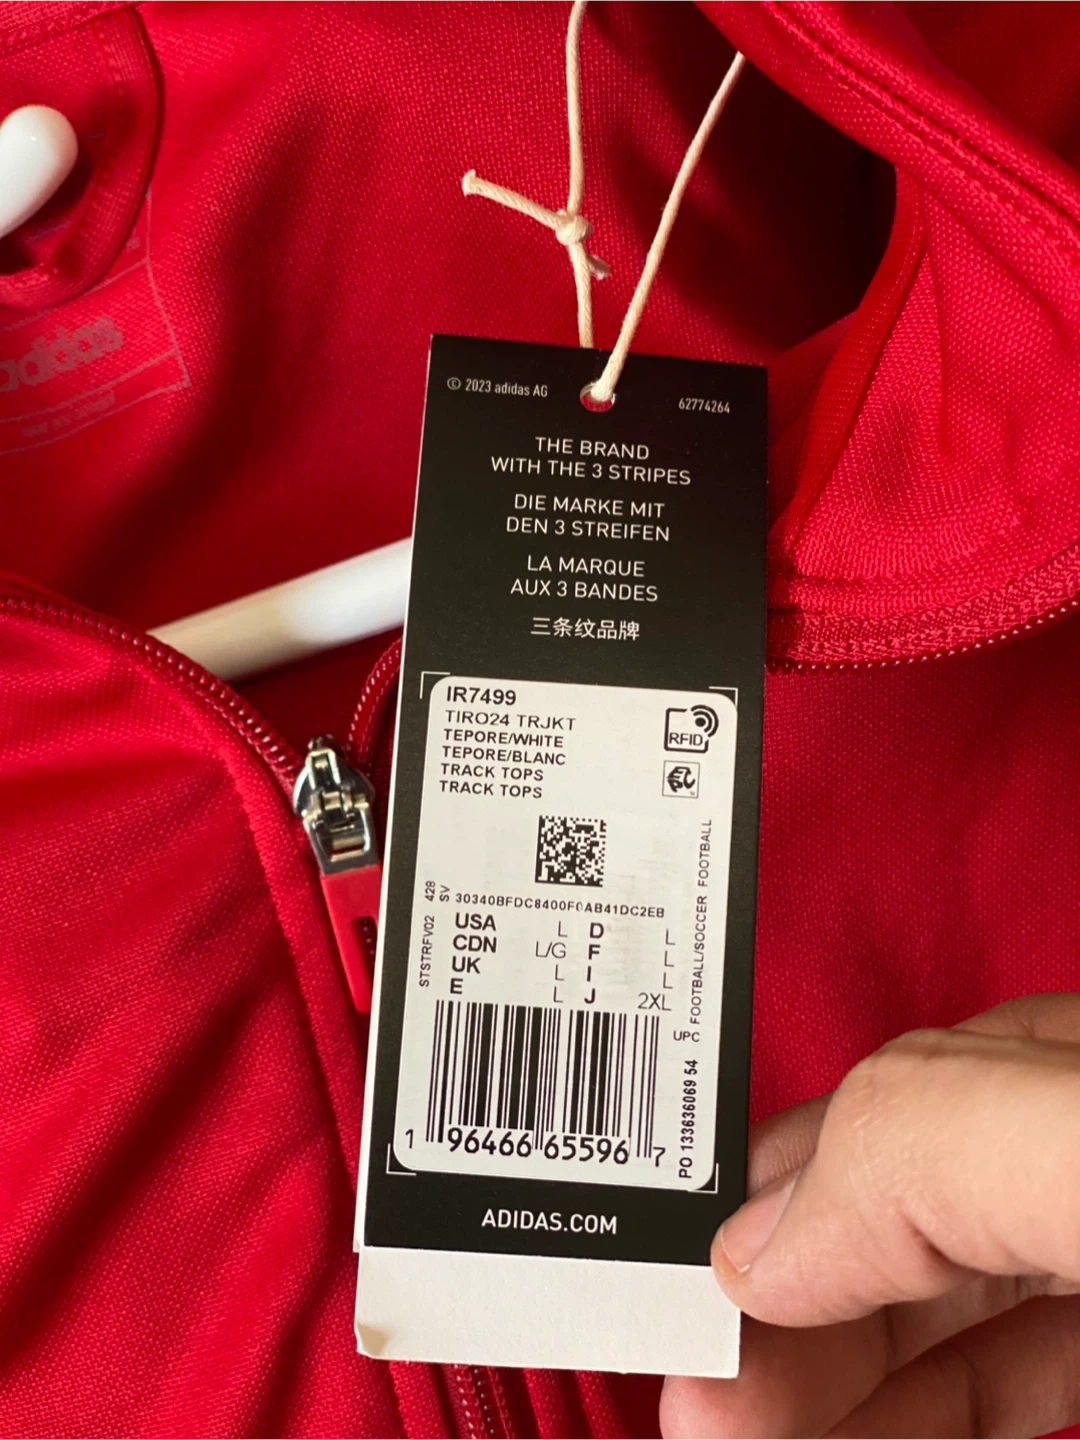 adidas
© 2023 adidas AG
62774264
THE BRAND
WITH THE 3 STRIPES
DIE MARKE MIT
DEN 3 STREIFEN
LA MARQUE
AUX 3 BANDES
三条纹品牌
IR7499
TIRO24 TRJKT
TEPORE/WHITE
TEPORE/BLANC
TRACK TOPS
TRACK TOPS
RFID
30340BFDC8400F0AB41DC2EB
STSTRFV02 428
SV
USA L D L
CDN L/G F L
UK L I L
E L J 2XL
FOOTBALL/SOCCER FOOTBALL
UPC
PO 133636069 54
1 96466 65596 7
ADIDAS.COM